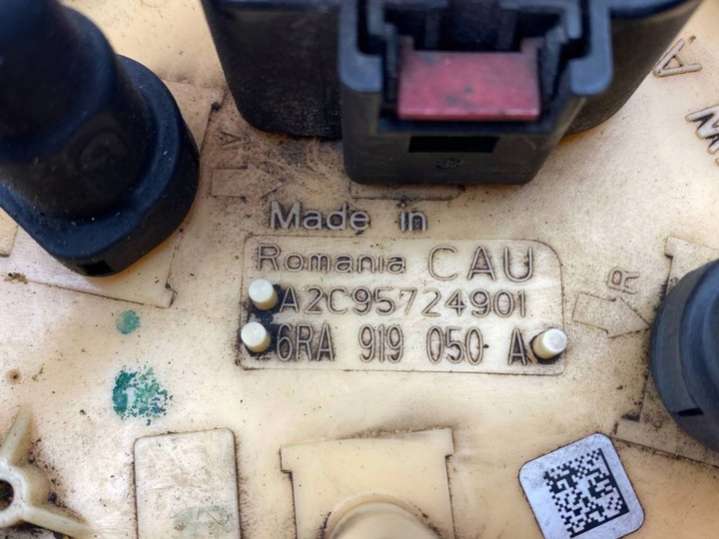 A
Made in
Romania CAU
A2C95724901
R
6RA 919 050 A